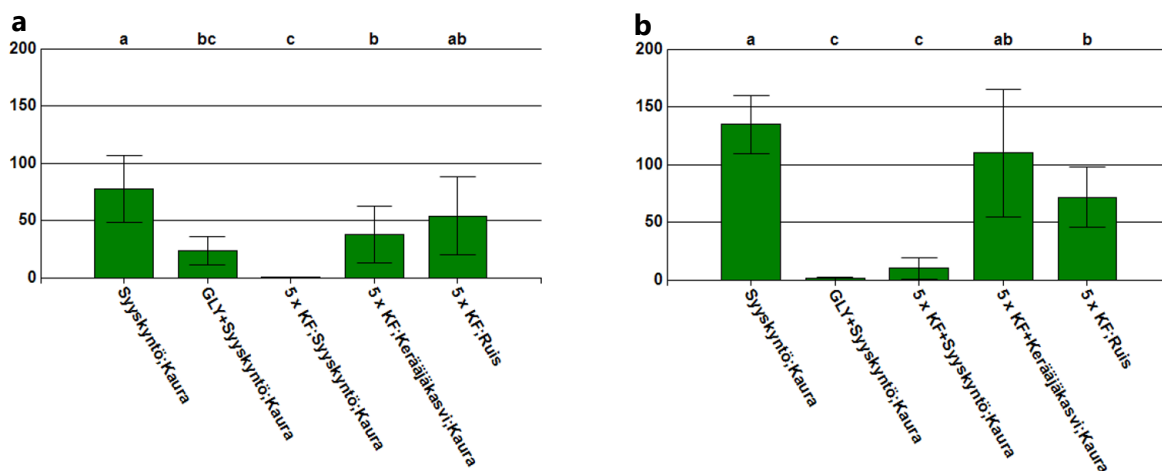 a
a bc c b ab
200
150
100
50
0
Syyskyntö;Kaura
GLY+Syyskyntö;Kaura
5 x KF;Syyskyntö;Kaura
5 x KF;Kerääjäkasvi;Kaura
5 x KF;Ruis
b
a c c ab b
200
150
100
50
0
Syyskyntö;Kaura
GLY+Syyskyntö;Kaura
5 x KF+Syyskyntö;Kaura
5 x KF+Kerääjäkasvi;Kaura
5 x KF;Ruis